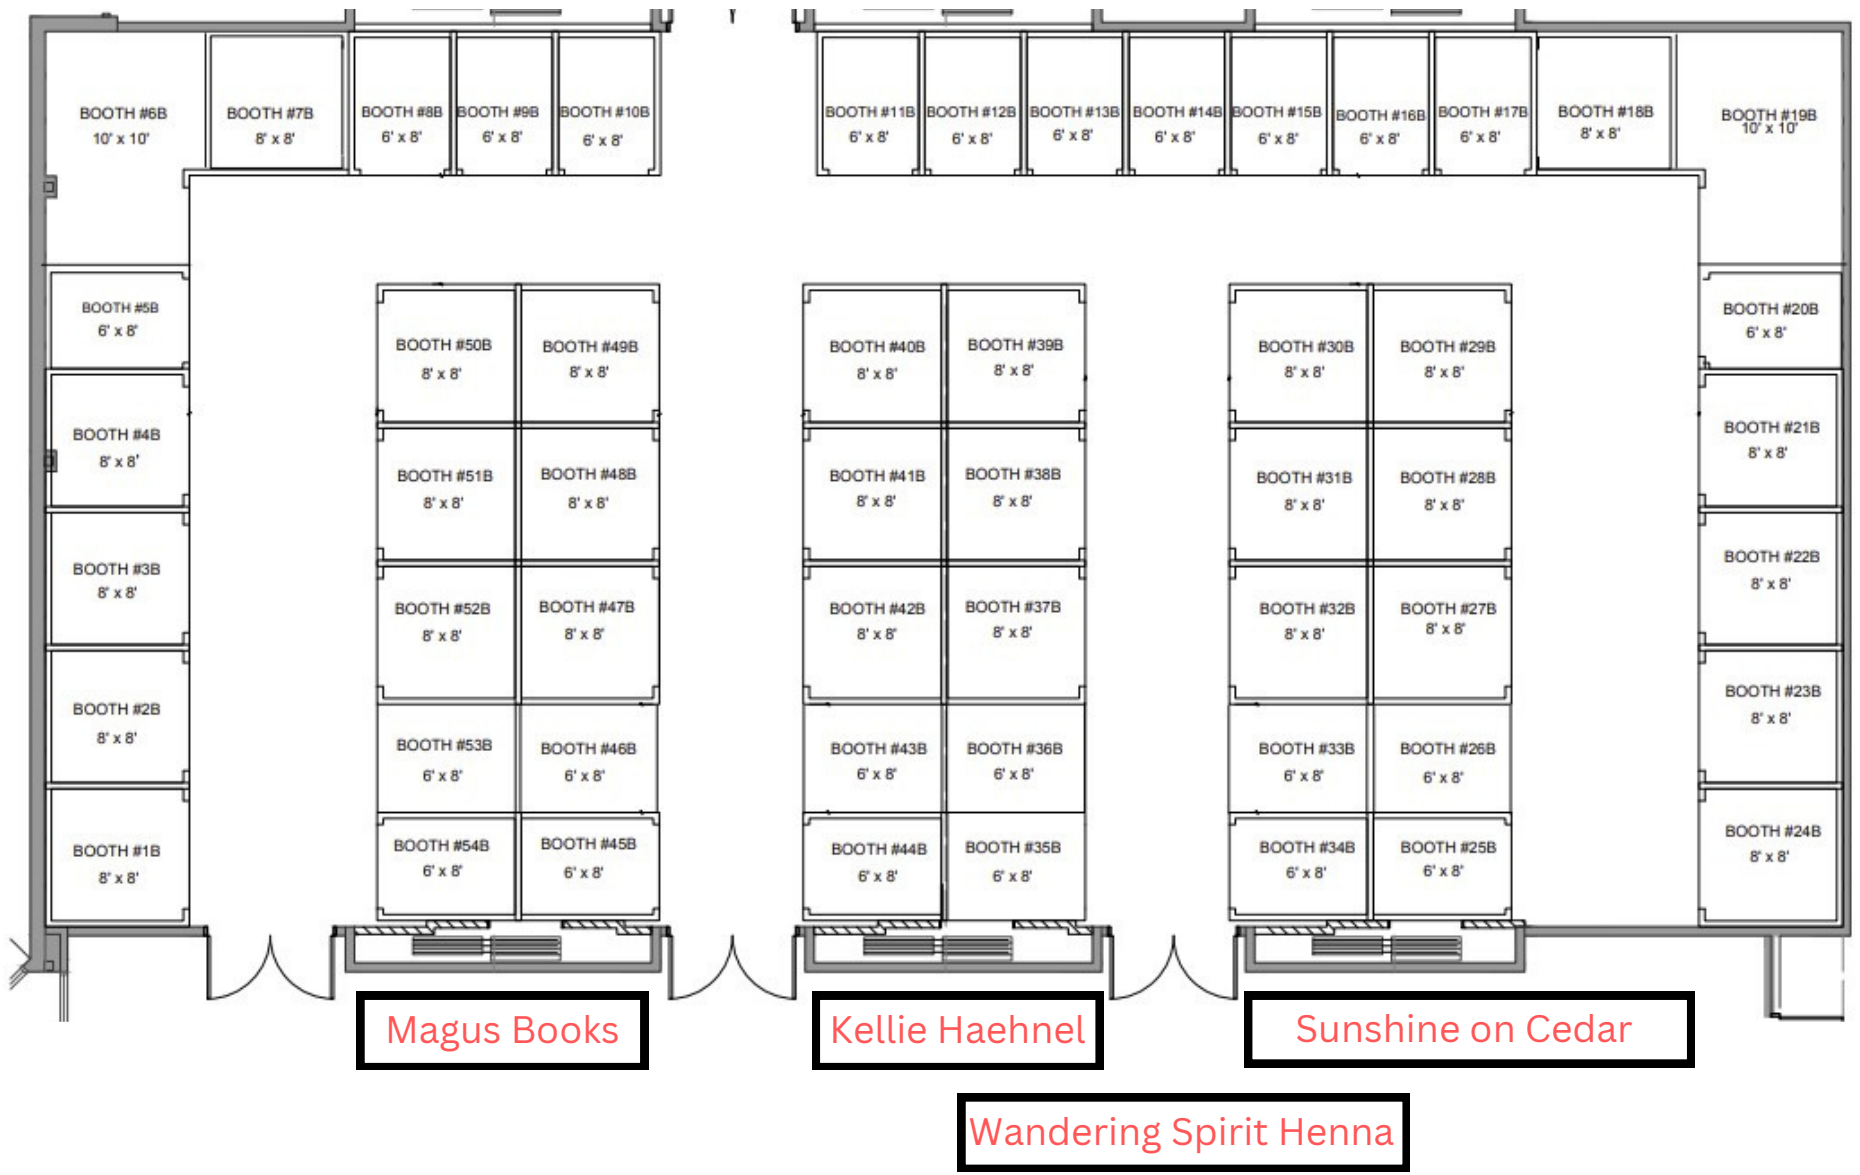 BOOTH #6B
10' x 10'
BOOTH #7B
8' x 8'
BOOTH #8B
6' x 8'
BOOTH #9B
6' x 8'
BOOTH #10B
6' x 8'
BOOTH #11B
6' x 8'
BOOTH #12B
6' x 8'
BOOTH #13B
6' x 8'
BOOTH #14B
6' x 8'
BOOTH #15B
6' x 8'
BOOTH #16B
6' x 8'
BOOTH #17B
6' x 8'
BOOTH #18B
8' x 8'
BOOTH #19B
10' x 10'
BOOTH #5B
6' x 8'
BOOTH #4B
8' x 8'
BOOTH #3B
8' x 8'
BOOTH #2B
8' x 8'
BOOTH #1B
8' x 8'
BOOTH #50B
8' x 8'
BOOTH #49B
8' x 8'
BOOTH #51B
8' x 8'
BOOTH #48B
8' x 8'
BOOTH #52B
8' x 8'
BOOTH #47B
8' x 8'
BOOTH #53B
6' x 8'
BOOTH #46B
6' x 8'
BOOTH #54B
6' x 8'
BOOTH #45B
6' x 8'
BOOTH #40B
8' x 8'
BOOTH #39B
8' x 8'
BOOTH #41B
8' x 8'
BOOTH #38B
8' x 8'
BOOTH #42B
8' x 8'
BOOTH #37B
8' x 8'
BOOTH #43B
6' x 8'
BOOTH #36B
6' x 8'
BOOTH #44B
6' x 8'
BOOTH #35B
6' x 8'
BOOTH #30B
8' x 8'
BOOTH #29B
8' x 8'
BOOTH #31B
8' x 8'
BOOTH #28B
8' x 8'
BOOTH #32B
8' x 8'
BOOTH #27B
8' x 8'
BOOTH #33B
6' x 8'
BOOTH #26B
6' x 8'
BOOTH #34B
6' x 8'
BOOTH #25B
6' x 8'
BOOTH #20B
6' x 8'
BOOTH #21B
8' x 8'
BOOTH #22B
8' x 8'
BOOTH #23B
8' x 8'
BOOTH #24B
8' x 8'
Magus Books
Kellie Haehnel
Sunshine on Cedar
Wandering Spirit Henna